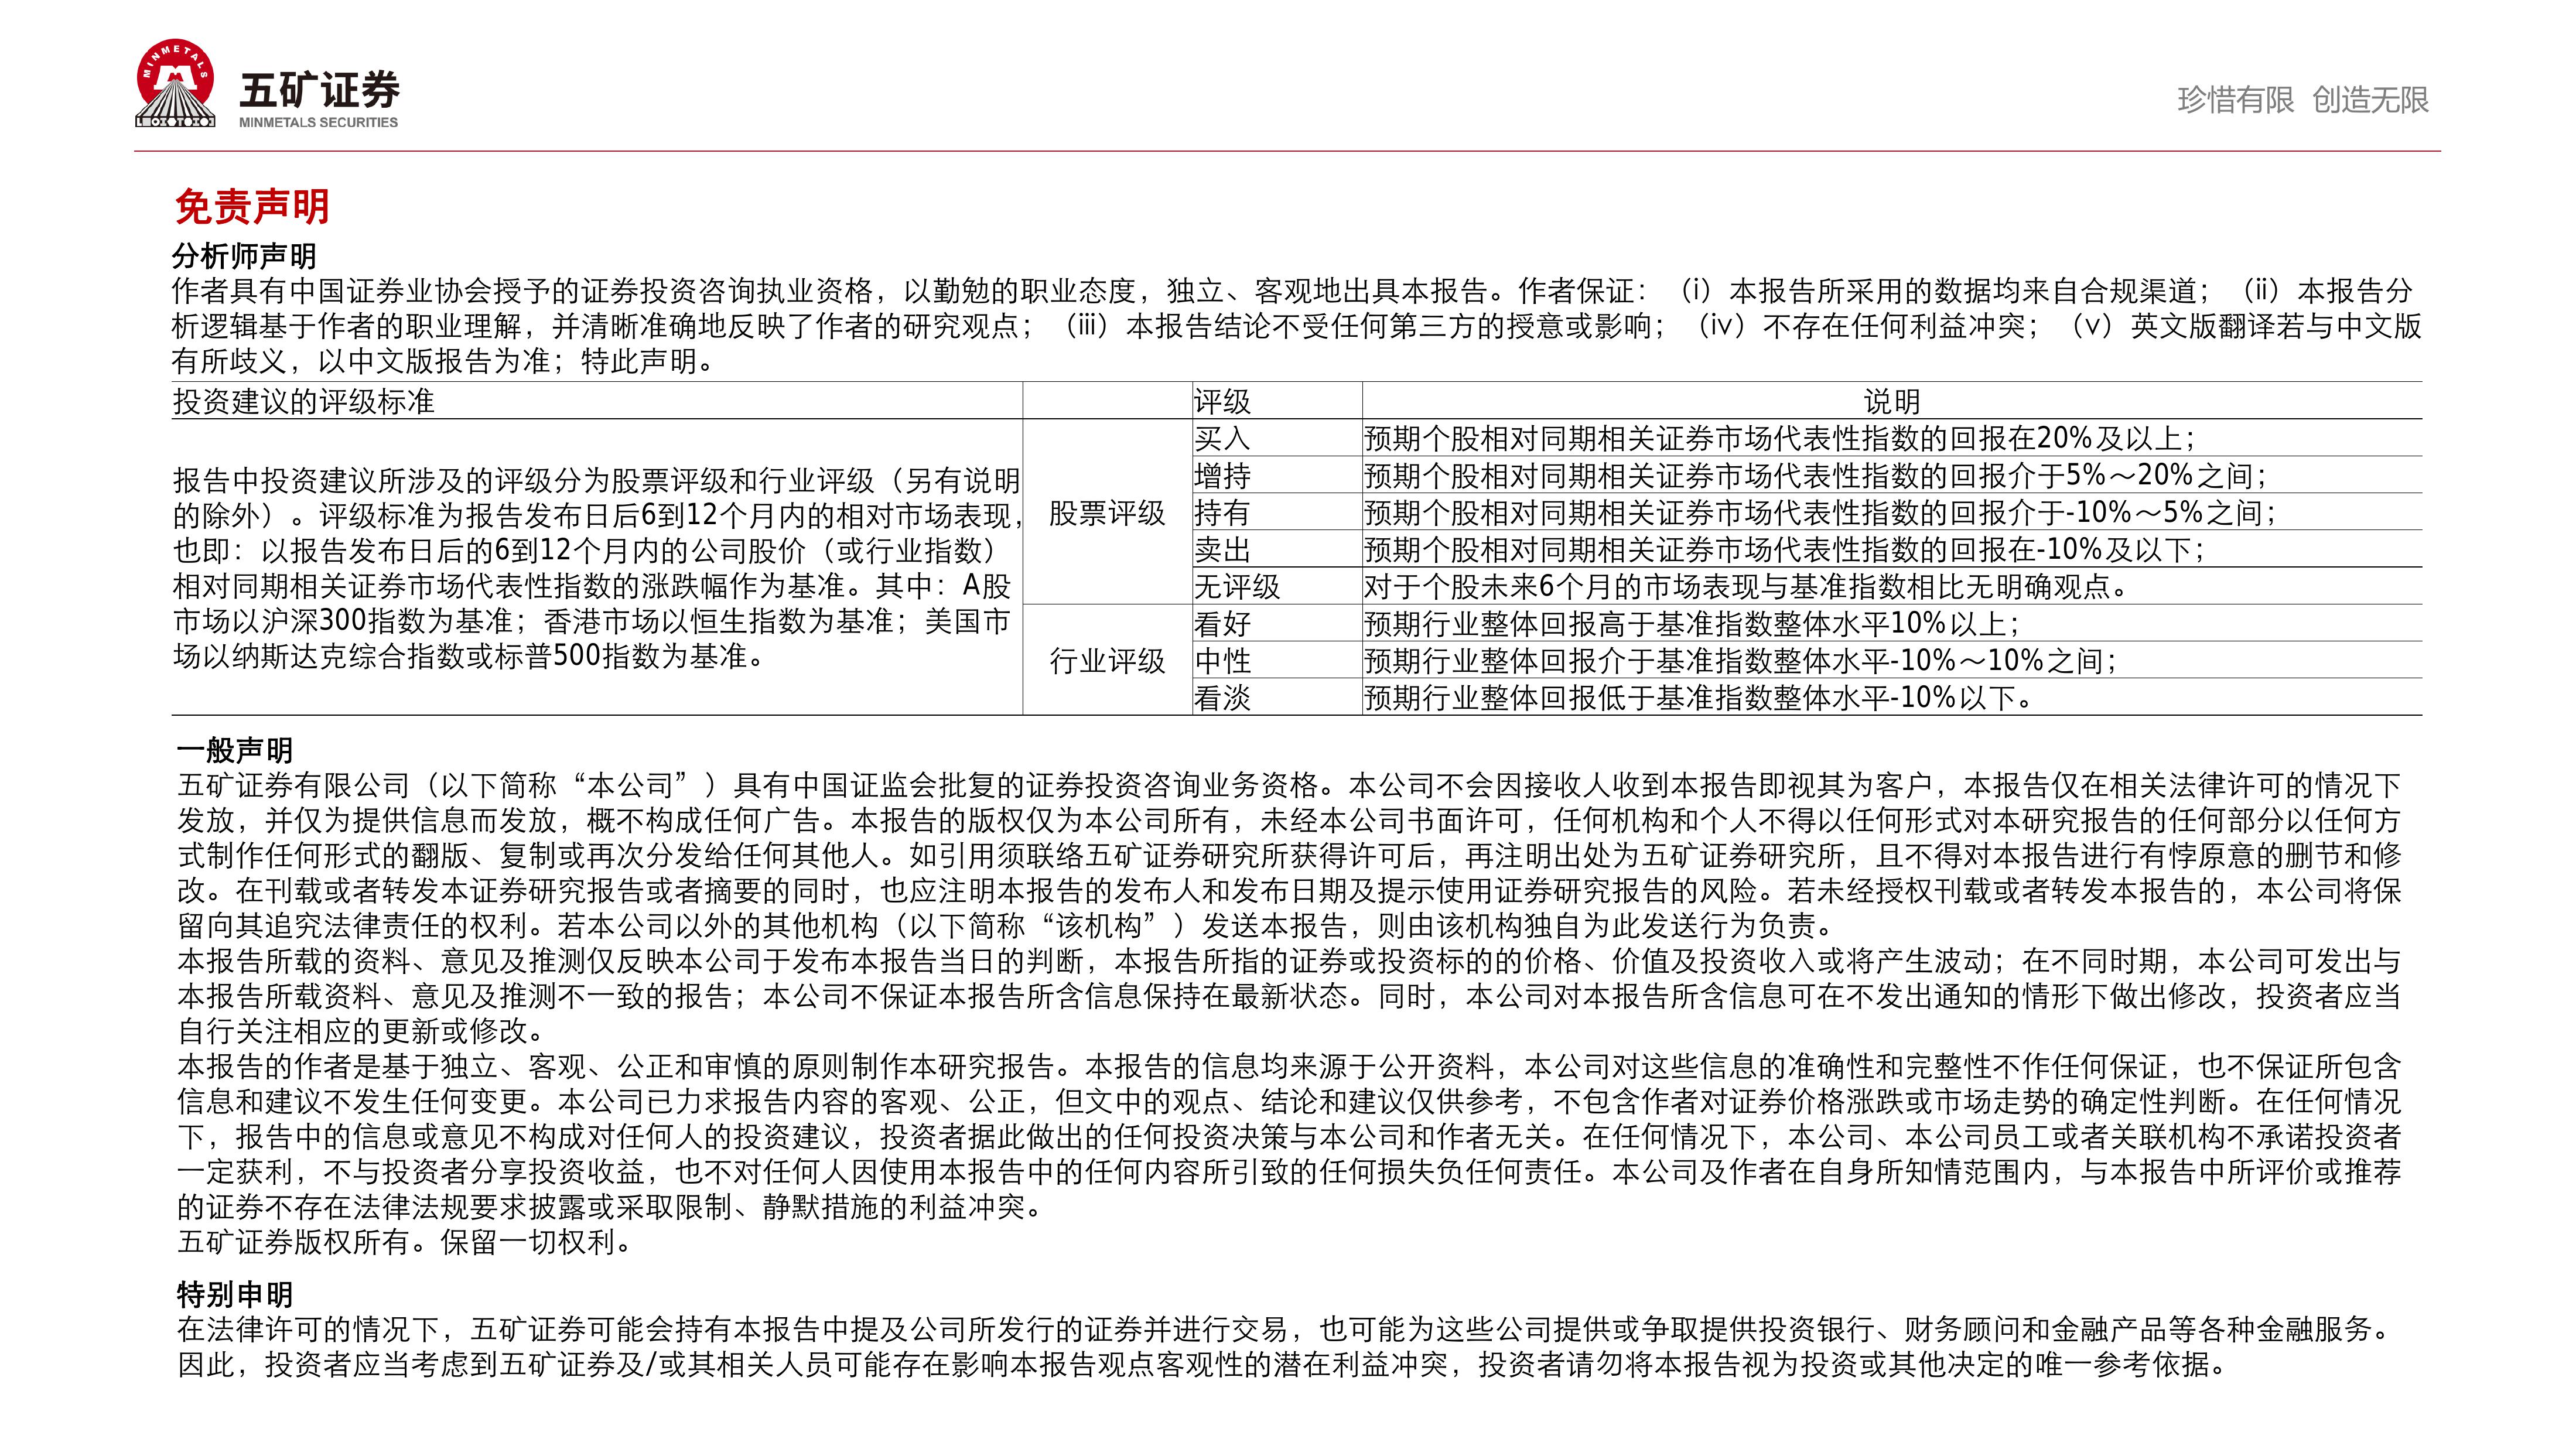 MINMETALS
五矿证券
MINMETALS SECURITIES
珍惜有限 创造无限
免责声明
分析师声明
作者具有中国证券业协会授予的证券投资咨询执业资格，以勤勉的职业态度，独立、客观地出具本报告。作者保证：（i）本报告所采用的数据均来自合规渠道；（ii）本报告分
析逻辑基于作者的职业理解，并清晰准确地反映了作者的研究观点；（iii）本报告结论不受任何第三方的授意或影响；（iv）不存在任何利益冲突；（v）英文版翻译若与中文版
有所歧义，以中文版报告为准；特此声明。
投资建议的评级标准 评级 说明
报告中投资建议所涉及的评级分为股票评级和行业评级（另有说明
的除外）。评级标准为报告发布日后6到12个月内的相对市场表现，
也即：以报告发布日后的6到12个月内的公司股价（或行业指数）
相对同期相关证券市场代表性指数的涨跌幅作为基准。其中：A股
市场以沪深300指数为基准；香港市场以恒生指数为基准；美国市
场以纳斯达克综合指数或标普500指数为基准。
股票评级
买入 预期个股相对同期相关证券市场代表性指数的回报在20%及以上；
增持 预期个股相对同期相关证券市场代表性指数的回报介于5%～20%之间；
持有 预期个股相对同期相关证券市场代表性指数的回报介于-10%～5%之间；
卖出 预期个股相对同期相关证券市场代表性指数的回报在-10%及以下；
无评级 对于个股未来6个月的市场表现与基准指数相比无明确观点。
行业评级
看好 预期行业整体回报高于基准指数整体水平10%以上；
中性 预期行业整体回报介于基准指数整体水平-10%～10%之间；
看淡 预期行业整体回报低于基准指数整体水平-10%以下。
一般声明
五矿证券有限公司（以下简称“本公司”）具有中国证监会批复的证券投资咨询业务资格。本公司不会因接收人收到本报告即视其为客户，本报告仅在相关法律许可的情况下
发放，并仅为提供信息而发放，概不构成任何广告。本报告的版权仅为本公司所有，未经本公司书面许可，任何机构和个人不得以任何形式对本研究报告的任何部分以任何方
式制作任何形式的翻版、复制或再次分发给任何其他人。如引用须联络五矿证券研究所获得许可后，再注明出处为五矿证券研究所，且不得对本报告进行有悖原意的删节和修
改。在刊载或者转发本证券研究报告或者摘要的同时，也应注明本报告的发布人和发布日期及提示使用证券研究报告的风险。若未经授权刊载或者转发本报告的，本公司将保
留向其追究法律责任的权利。若本公司以外的其他机构（以下简称“该机构”）发送本报告，则由该机构独自为此发送行为负责。
本报告所载的资料、意见及推测仅反映本公司于发布本报告当日的判断，本报告所指的证券或投资标的的价格、价值及投资收入或将产生波动；在不同时期，本公司可发出与
本报告所载资料、意见及推测不一致的报告；本公司不保证本报告所含信息保持在最新状态。同时，本公司对本报告所含信息可在不发出通知的情形下做出修改，投资者应当
自行关注相应的更新或修改。
本报告的作者是基于独立、客观、公正和审慎的原则制作本研究报告。本报告的信息均来源于公开资料，本公司对这些信息的准确性和完整性不作任何保证，也不保证所包含
信息和建议不发生任何变更。本公司已力求报告内容的客观、公正，但文中的观点、结论和建议仅供参考，不包含作者对证券价格涨跌或市场走势的确定性判断。在任何情况
下，报告中的信息或意见不构成对任何人的投资建议，投资者据此做出的任何投资决策与本公司和作者无关。在任何情况下，本公司、本公司员工或者关联机构不承诺投资者
一定获利，不与投资者分享投资收益，也不对任何人因使用本报告中的任何内容所引致的任何损失负任何责任。本公司及作者在自身所知情范围内，与本报告中所评价或推荐
的证券不存在法律法规要求披露或采取限制、静默措施的利益冲突。
五矿证券版权所有。保留一切权利。
特别申明
在法律许可的情况下，五矿证券可能会持有本报告中提及公司所发行的证券并进行交易，也可能为这些公司提供或争取提供投资银行、财务顾问和金融产品等各种金融服务。
因此，投资者应当考虑到五矿证券及/或其相关人员可能存在影响本报告观点客观性的潜在利益冲突，投资者请勿将本报告视为投资或其他决定的唯一参考依据。